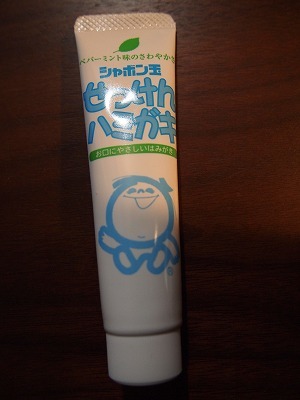 ペパーミント味のさわやかさ
シャボン玉
せっけん
ハミガキ
お口にやさしいはみがき
®